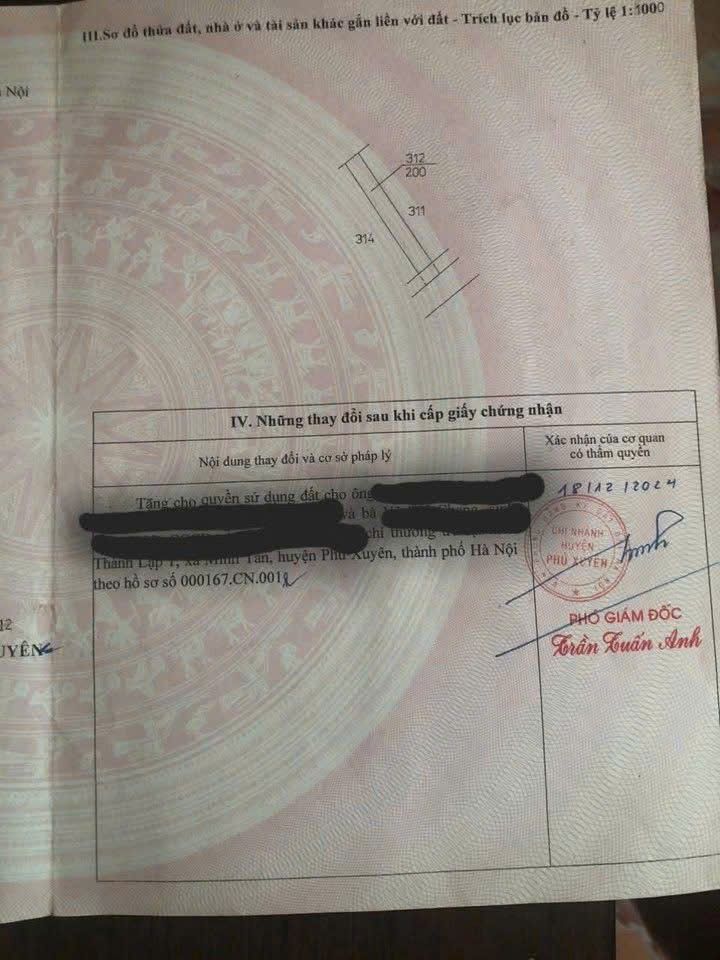 III.Sơ đồ thửa đất, nhà ở và tài sản khác gắn liền với đất - Trích lục bản đồ - Tỷ lệ 1:1000
Nội
312
200
311
314
IV. Những thay đổi sau khi cấp giấy chứng nhận
Nội dung thay đổi và cơ sở pháp lý
Xác nhận của cơ quan
có thẩm quyền
Tặng cho quyền sử dụng đất cho ông
và bà
chỉ thường
Thành Lập 1, xã Minh Tân, huyện Phú Xuyên, thành phố Hà Nội
theo hồ sơ số 000167.CN.001
18/12/2024
CHI NHÁNH
HUYỆN
PHÚ XUYÊN
PHÓ GIÁM ĐỐC
Trần Tuấn Anh
12
UYÊN